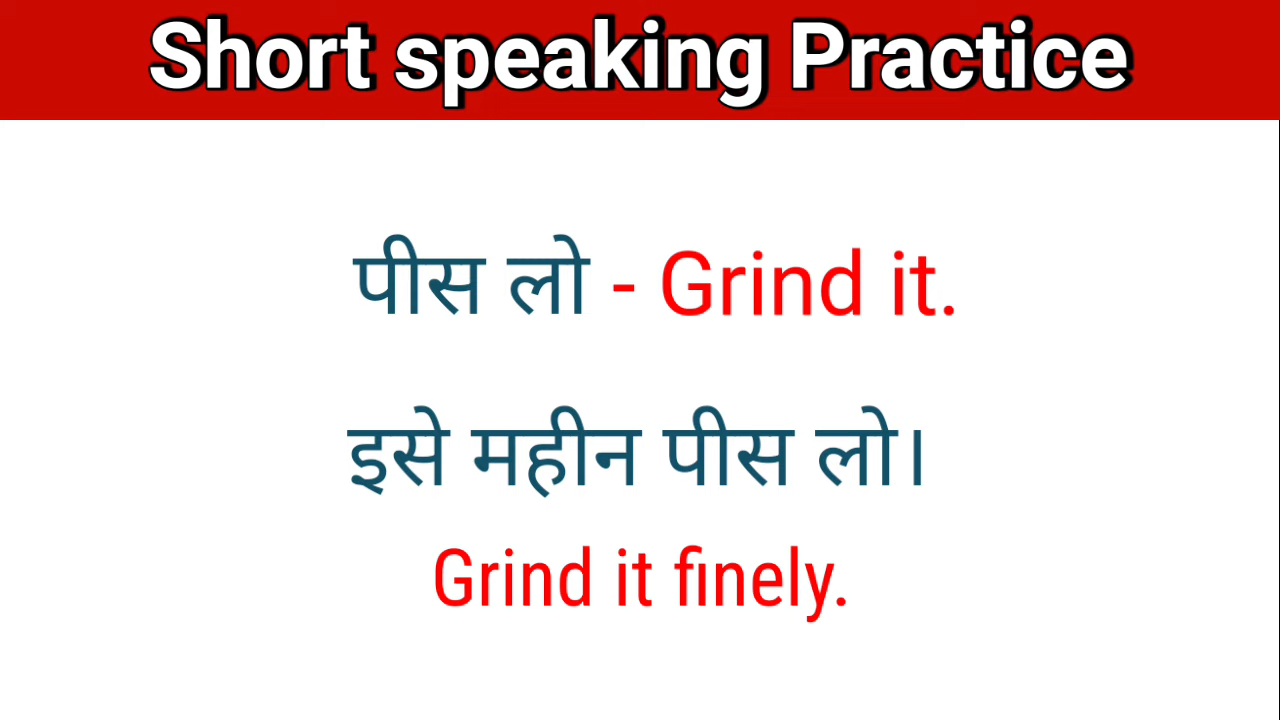 Short speaking Practice
पीस लो - Grind it.
इसे महीन पीस लो।
Grind it finely.